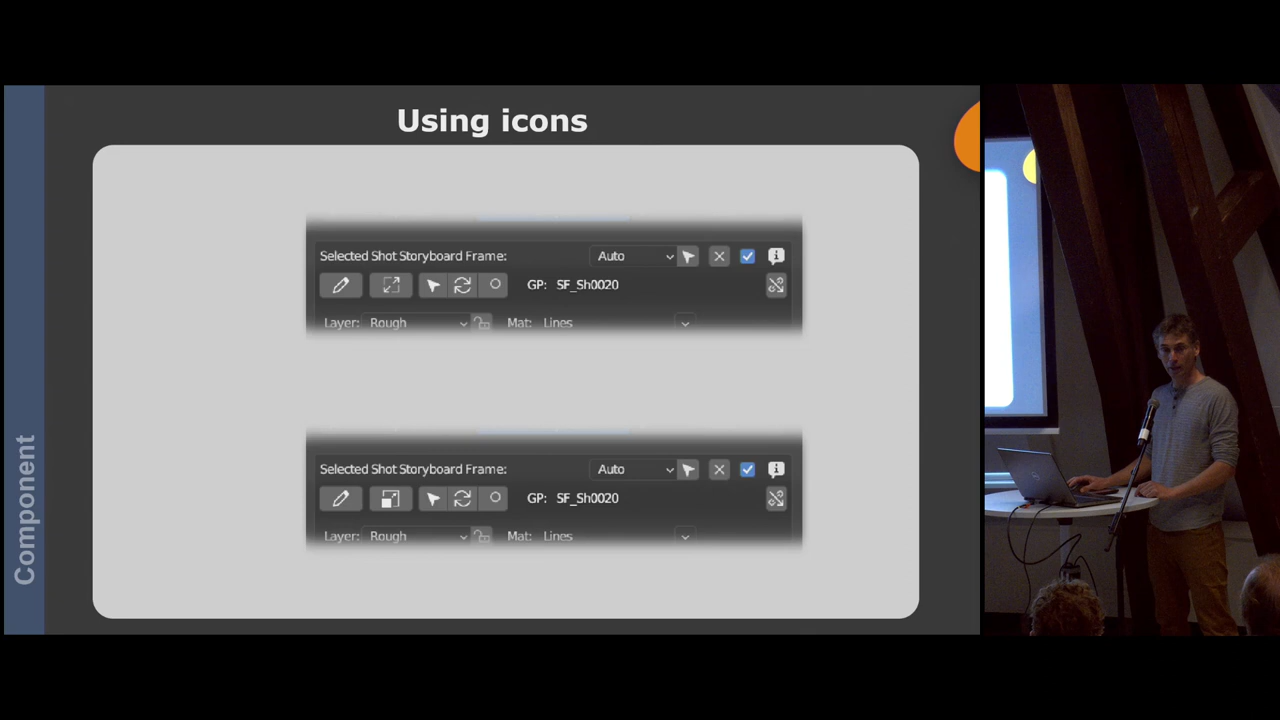 Using icons
Selected Shot Storyboard Frame: Auto
GP: SF_Sh0020
Layer: Rough Mat: Lines
Selected Shot Storyboard Frame: Auto
GP: SF_Sh0020
Layer: Rough Mat: Lines
Component